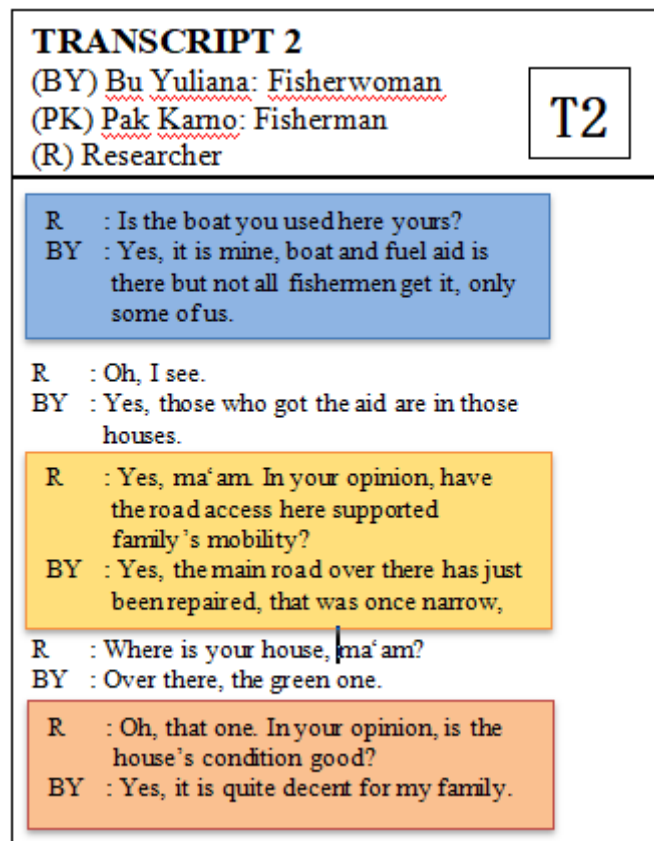 TRANSCRIPT 2
(BY) Bu Yuliana: Fisherwoman
(PK) Pak Karno: Fisherman
(R) Researcher
T2
R : Is the boat you used here yours?
BY : Yes, it is mine, boat and fuel aid is
there but not all fishermen get it, only
some of us.
R : Oh, I see.
BY : Yes, those who got the aid are in those
houses.
R : Yes, ma‘am. In your opinion, have
the road access here supported
family’s mobility?
BY : Yes, the main road over there has just
been repaired, that was once narrow,
R : Where is your house, ma‘am?
BY : Over there, the green one.
R : Oh, that one. In your opinion, is the
house’s condition good?
BY : Yes, it is quite decent for my family.